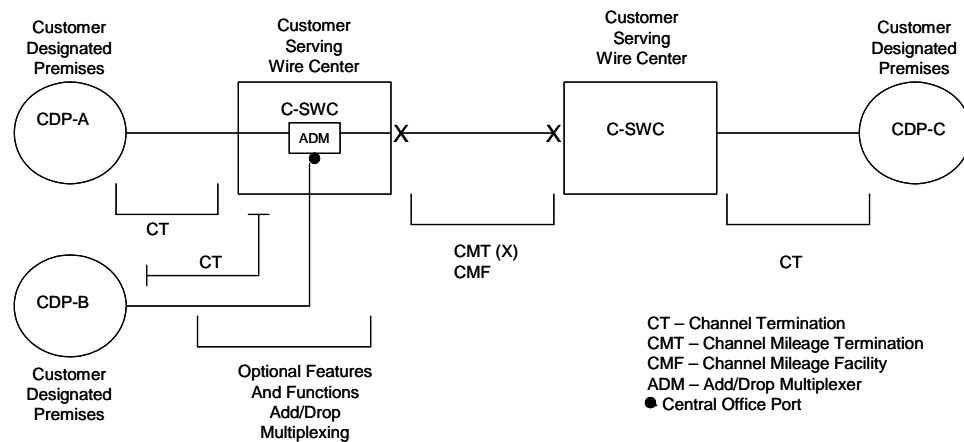 Customer
Designated
Premises
Customer
Serving
Wire Center
Customer
Serving
Wire Center
Customer
Designated
Premises
CDP-A
C-SWC
ADM
X
X
C-SWC
CDP-C
CT
CT
CMT (X)
CMF
CT
CDP-B
Customer
Designated
Premises
Optional Features
And Functions
Add/Drop
Multiplexing
CT – Channel Termination
CMT – Channel Mileage Termination
CMF – Channel Mileage Facility
ADM – Add/Drop Multiplexer
Central Office Port